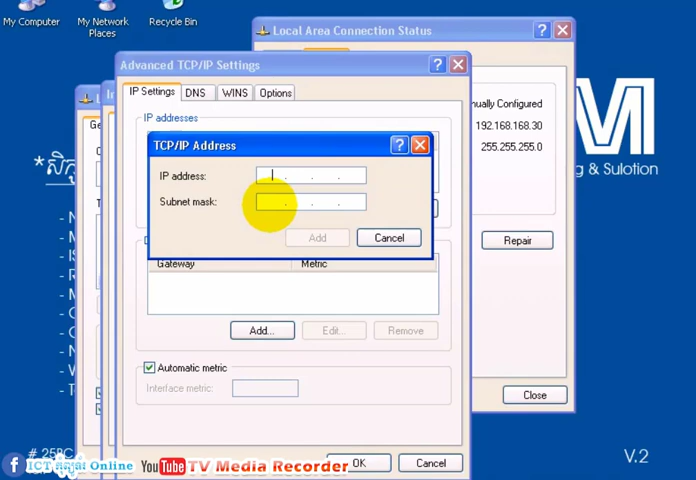 My Computer
My Network Places
Recycle Bin
Local Area Connection Status
Advanced TCP/IP Settings
IP Settings
DNS
WINS
Options
IP addresses
TCP/IP Address
IP address:
. . .
Subnet mask:
. . .
Add
Cancel
Gateway
Metric
Add...
Edit...
Remove
Automatic metric
Interface metric:
OK
Cancel
nually Configured
192.168.168.30
255.255.255.0
Repair
Close
M
g & Sulotion
V.2
# 258C
Online
YouTube TV Media Recorder